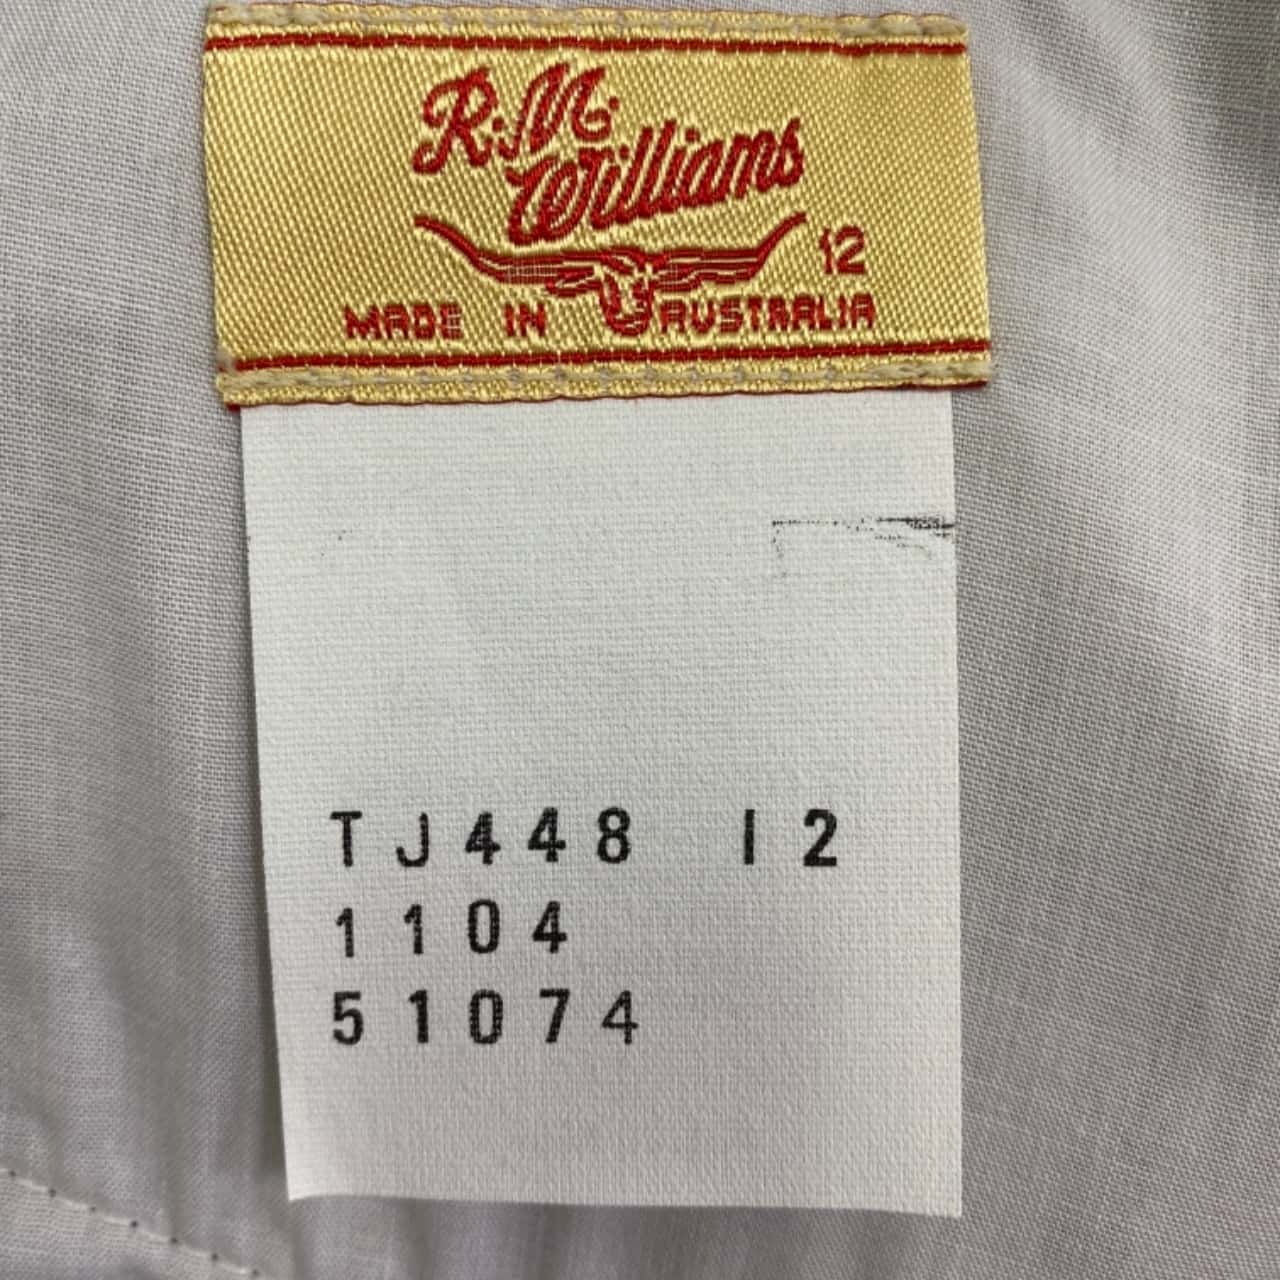 R.M.
Williams
12
MADE IN AUSTRALIA
TJ448 12
1104
51074